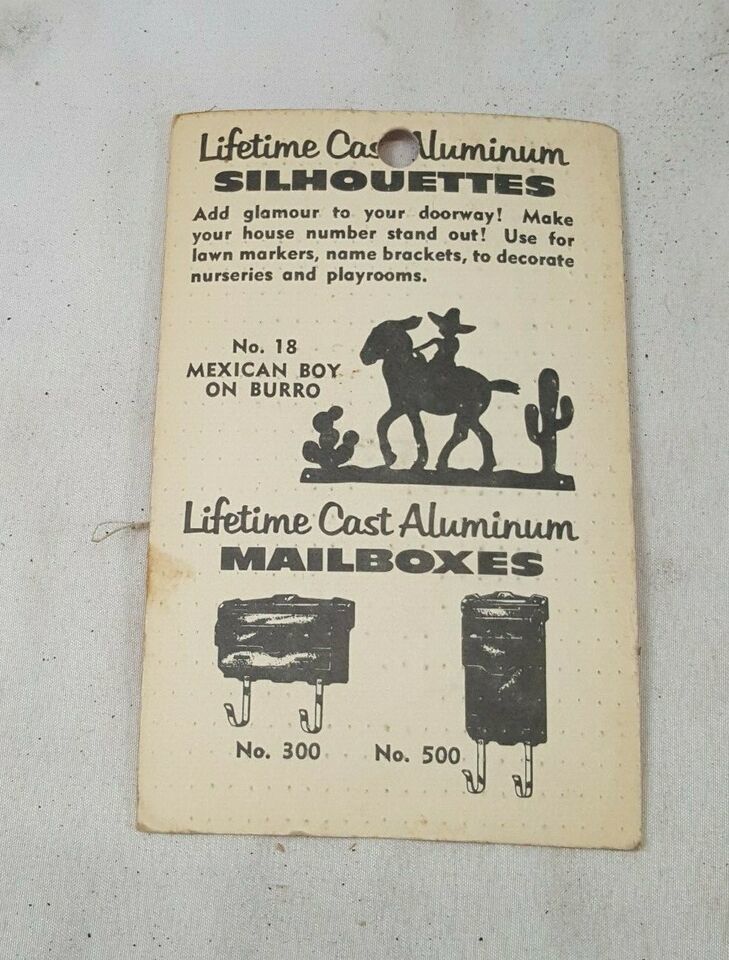 Lifetime Cast Aluminum
SILHOUETTES
Add glamour to your doorway! Make
your house number stand out! Use for
lawn markers, name brackets, to decorate
nurseries and playrooms.
No. 18
MEXICAN BOY
ON BURRO
Lifetime Cast Aluminum
MAILBOXES
No. 300
No. 500